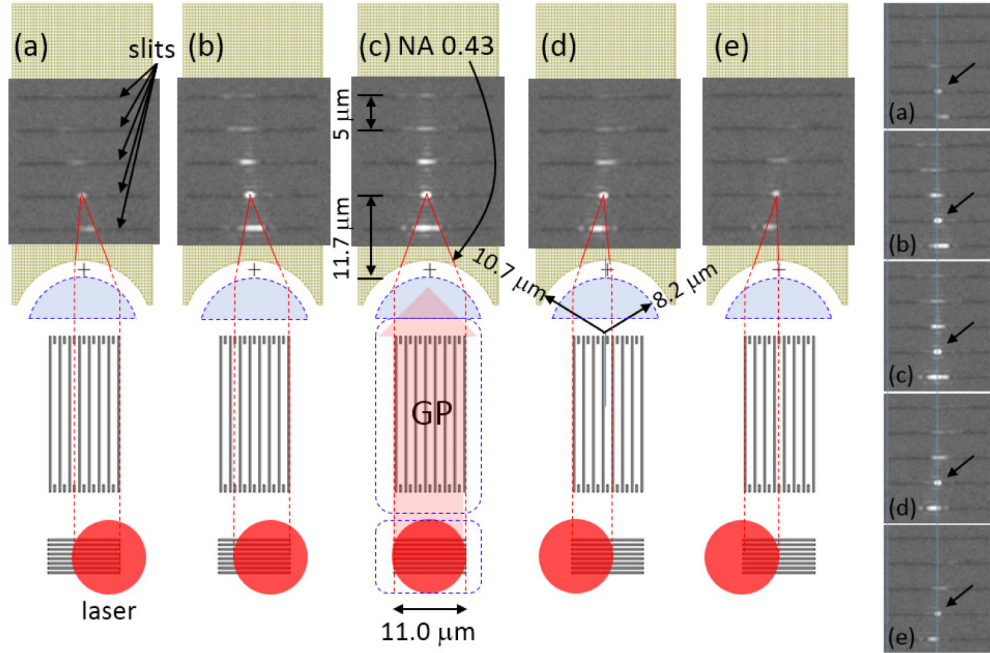 (a)
(b)
(c)
(d)
(e)
slits
NA 0.43
5 μm
11.7 μm
10.7 μm
8.2 μm
GP
laser
11.0 μm
(a)
(b)
(c)
(d)
(e)